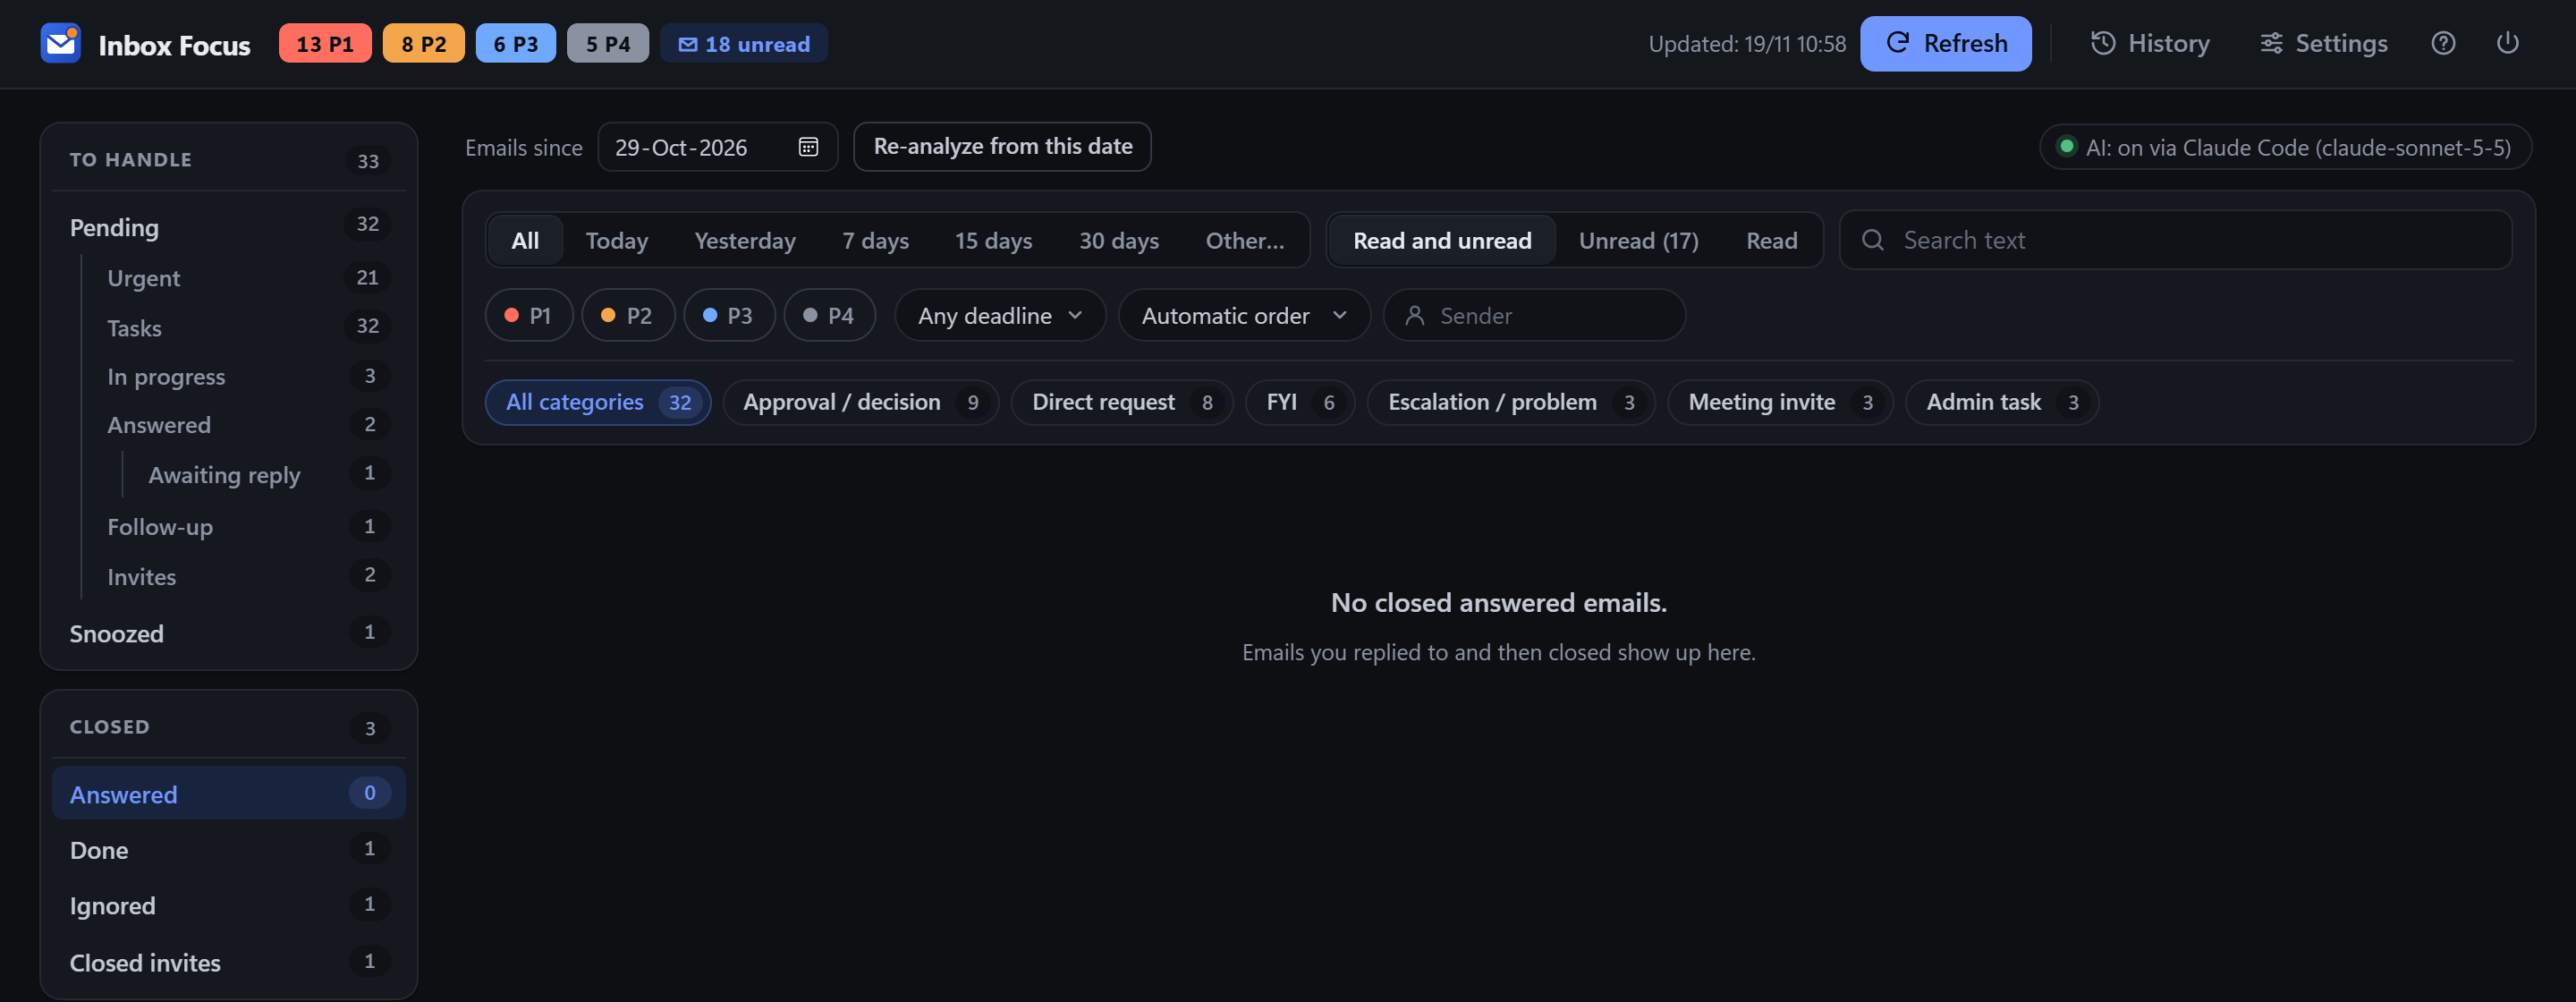 Inbox Focus
13 P1
8 P2
6 P3
5 P4
18 unread
Updated: 19/11 10:58
Refresh
History
Settings
TO HANDLE 33
Pending 32
Urgent 21
Tasks 32
In progress 3
Answered 2
Awaiting reply 1
Follow-up 1
Invites 2
Snoozed 1
CLOSED 3
Answered 0
Done 1
Ignored 1
Closed invites 1
Emails since 29-Oct-2026 Re-analyze from this date
AI: on via Claude Code (claude-sonnet-5-5)
All Today Yesterday 7 days 15 days 30 days Other...
Read and unread Unread (17) Read
Search text
P1 P2 P3 P4 Any deadline Automatic order Sender
All categories 32 Approval / decision 9 Direct request 8 FYI 6 Escalation / problem 3 Meeting invite 3 Admin task 3
No closed answered emails.
Emails you replied to and then closed show up here.